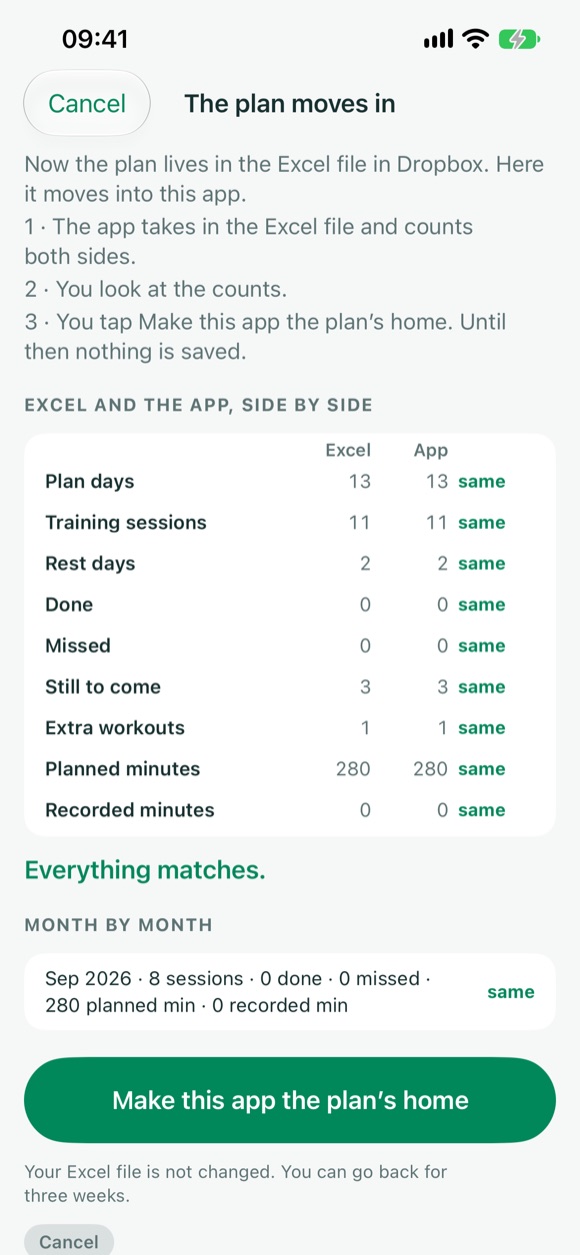 09:41
Cancel
The plan moves in
Now the plan lives in the Excel file in Dropbox. Here
it moves into this app.
1 · The app takes in the Excel file and counts
both sides.
2 · You look at the counts.
3 · You tap Make this app the plan’s home. Until
then nothing is saved.
EXCEL AND THE APP, SIDE BY SIDE
Excel App
Plan days 13 13 same
Training sessions 11 11 same
Rest days 2 2 same
Done 0 0 same
Missed 0 0 same
Still to come 3 3 same
Extra workouts 1 1 same
Planned minutes 280 280 same
Recorded minutes 0 0 same
Everything matches.
MONTH BY MONTH
Sep 2026 · 8 sessions · 0 done · 0 missed ·
280 planned min · 0 recorded min
same
Make this app the plan’s home
Your Excel file is not changed. You can go back for
three weeks.
Cancel